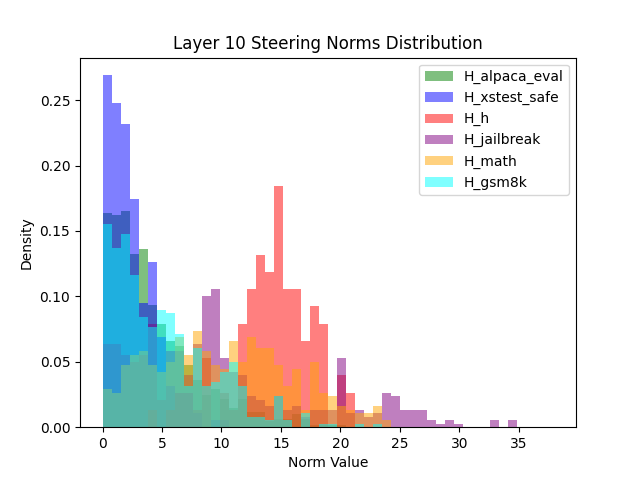 Layer 10 Steering Norms Distribution
H_alpaca_eval
H_xstest_safe
H_h
H_jailbreak
H_math
H_gsm8k
0.25
0.20
0.15
0.10
0.05
0.00
Density
0 5 10 15 20 25 30 35
Norm Value